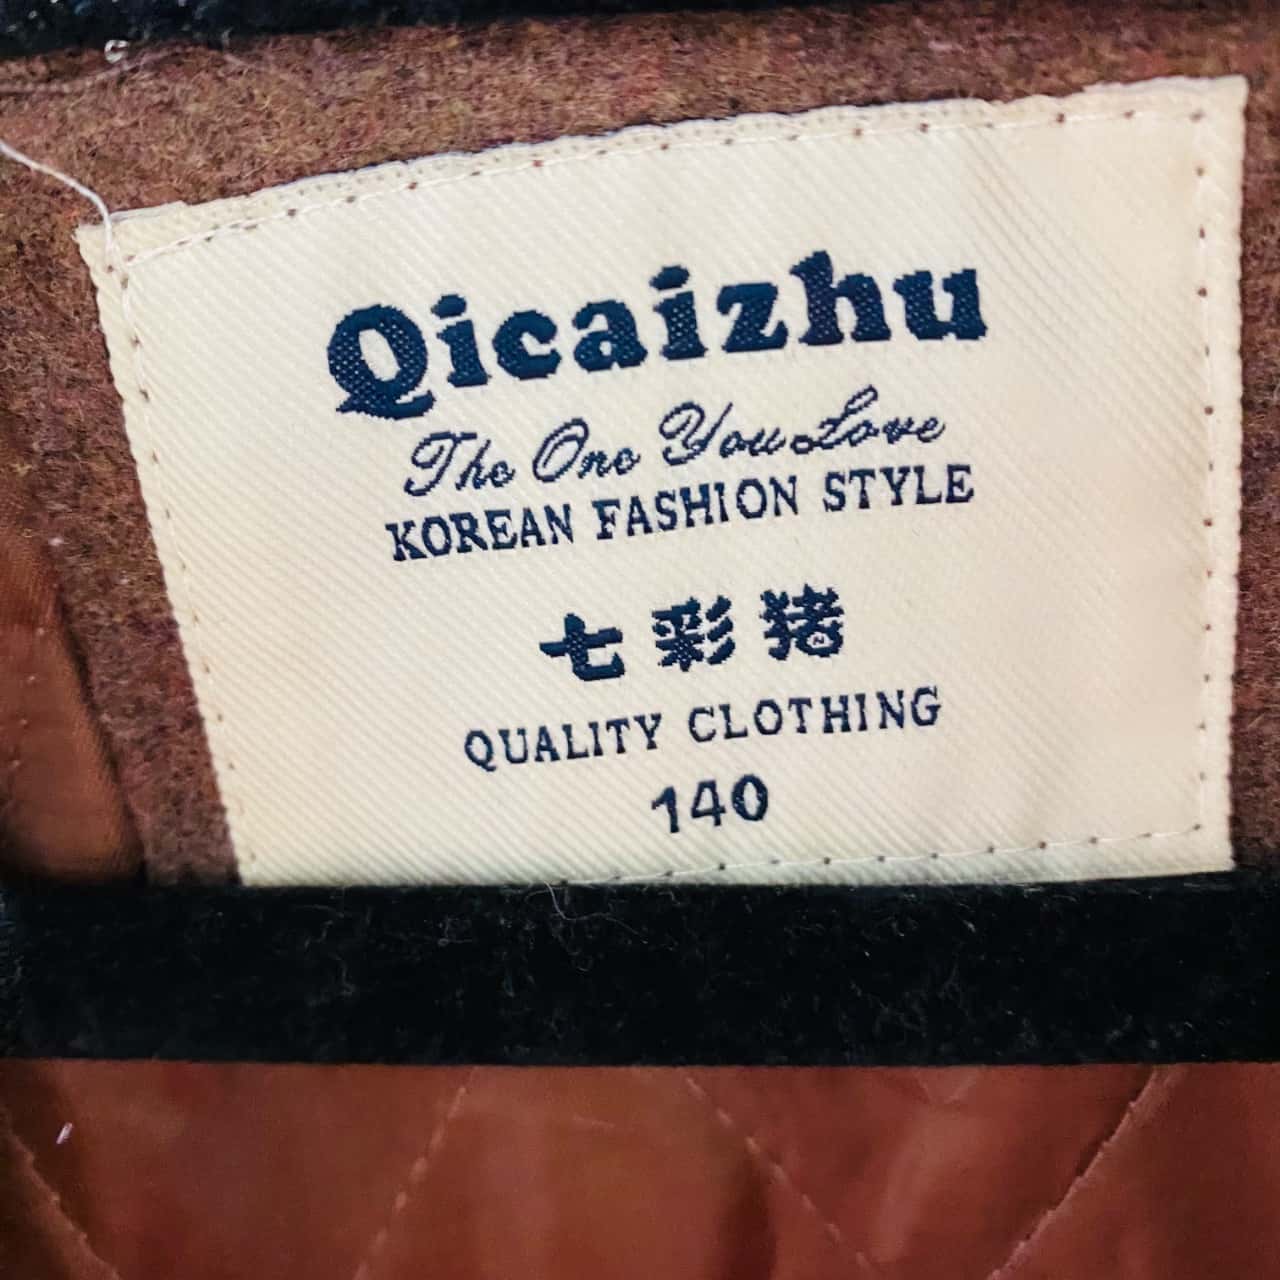 Qicaizhu
The One You Love
KOREAN FASHION STYLE
七彩猪
QUALITY CLOTHING
140